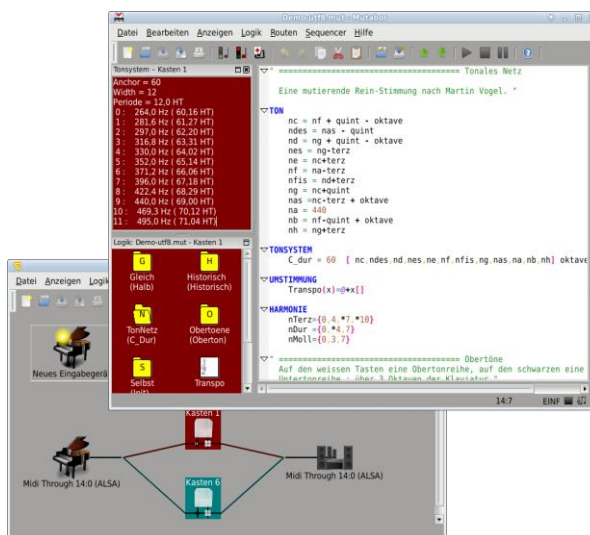 Demo-utf8.mut - Mutabor
Datei Bearbeiten Anzeigen Logik Routen Sequencer Hilfe
Tonsystem - Kasten 1
Anchor = 60
Width = 12
Periode = 12,0 HT
0 : 264,0 Hz ( 60,16 HT)
1 : 281,6 Hz ( 61,27 HT)
2 : 297,0 Hz ( 62,20 HT)
3 : 316,8 Hz ( 63,31 HT)
4 : 330,0 Hz ( 64,02 HT)
5 : 352,0 Hz ( 65,14 HT)
6 : 371,2 Hz ( 66,06 HT)
7 : 396,0 Hz ( 67,18 HT)
8 : 422,4 Hz ( 68,29 HT)
9 : 440,0 Hz ( 69,00 HT)
10 : 469,3 Hz ( 70,12 HT)
11 : 495,0 Hz ( 71,04 HT)
Logik: Demo-utf8.mut - Kasten 1
G H
Gleich Historisch
(Halb) (Historisch)
N O
TonNetz Obertoene
(C_Dur) (Oberton)
S
Selbst Transpo
(Init)
" ==================================== Tonales Netz
Eine mutierende Rein-Stimmung nach Martin Vogel. "
TON
nc = nf + quint - oktave
ndes = nas - quint
nd = ng + quint - oktave
nes = ng-terz
ne = nc+terz
nf = na-terz
nfis = nd+terz
ng = nc+quint
nas =nc-terz + oktave
na = 440
nb = nf-quint + oktave
nh = ng+terz
TONSYSTEM
C_dur = 60 [ nc,ndes,nd,nes,ne,nf,nfis,ng,nas,na,nb,nh] oktave
UMSTIMMUNG
Transpo(x)=@+x[]
HARMONIE
nTerz={0,4,*7,*10}
nDur ={0,*4,7}
nMoll={0,3,7}
" ==================================== Obertöne
Auf den weissen Tasten eine Obertonreihe, auf den schwarzen eine
Untertonreihe : über 3 Oktaven der Klaviatur "
14:7 EINF
Datei Anzeigen Logik
Neues Eingabegerä
Kasten 1
Midi Through 14:0 (ALSA)
Midi Through 14:0 (ALSA)
Kasten 6